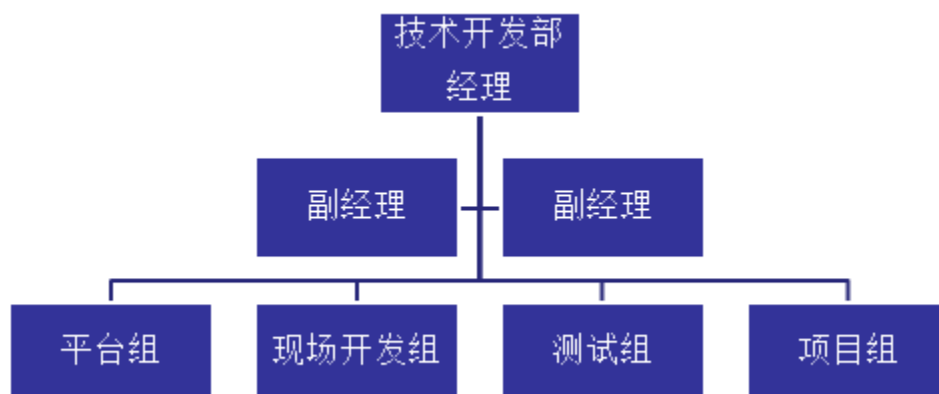 技术开发部
经理
副经理
副经理
平台组
现场开发组
测试组
项目组